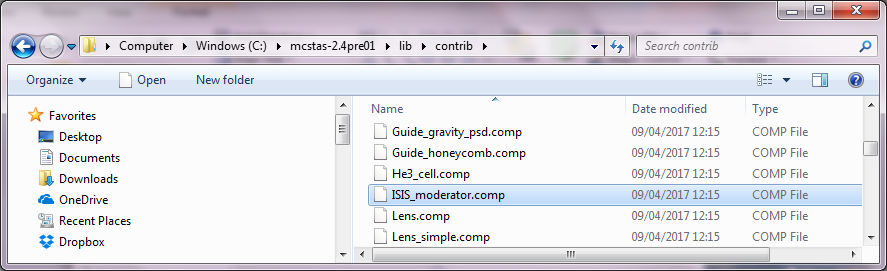 Computer Windows (C:) mcstas-2.4pre01 lib contrib Search contrib
Organize Open New folder
Favorites
Desktop
Documents
Downloads
OneDrive
Recent Places
Dropbox
Name Date modified Type
Guide_gravity_psd.comp 09/04/2017 12:15 COMP File
Guide_honeycomb.comp 09/04/2017 12:15 COMP File
He3_cell.comp 09/04/2017 12:15 COMP File
ISIS_moderator.comp 09/04/2017 12:15 COMP File
Lens.comp 09/04/2017 12:15 COMP File
Lens_simple.comp 09/04/2017 12:15 COMP File